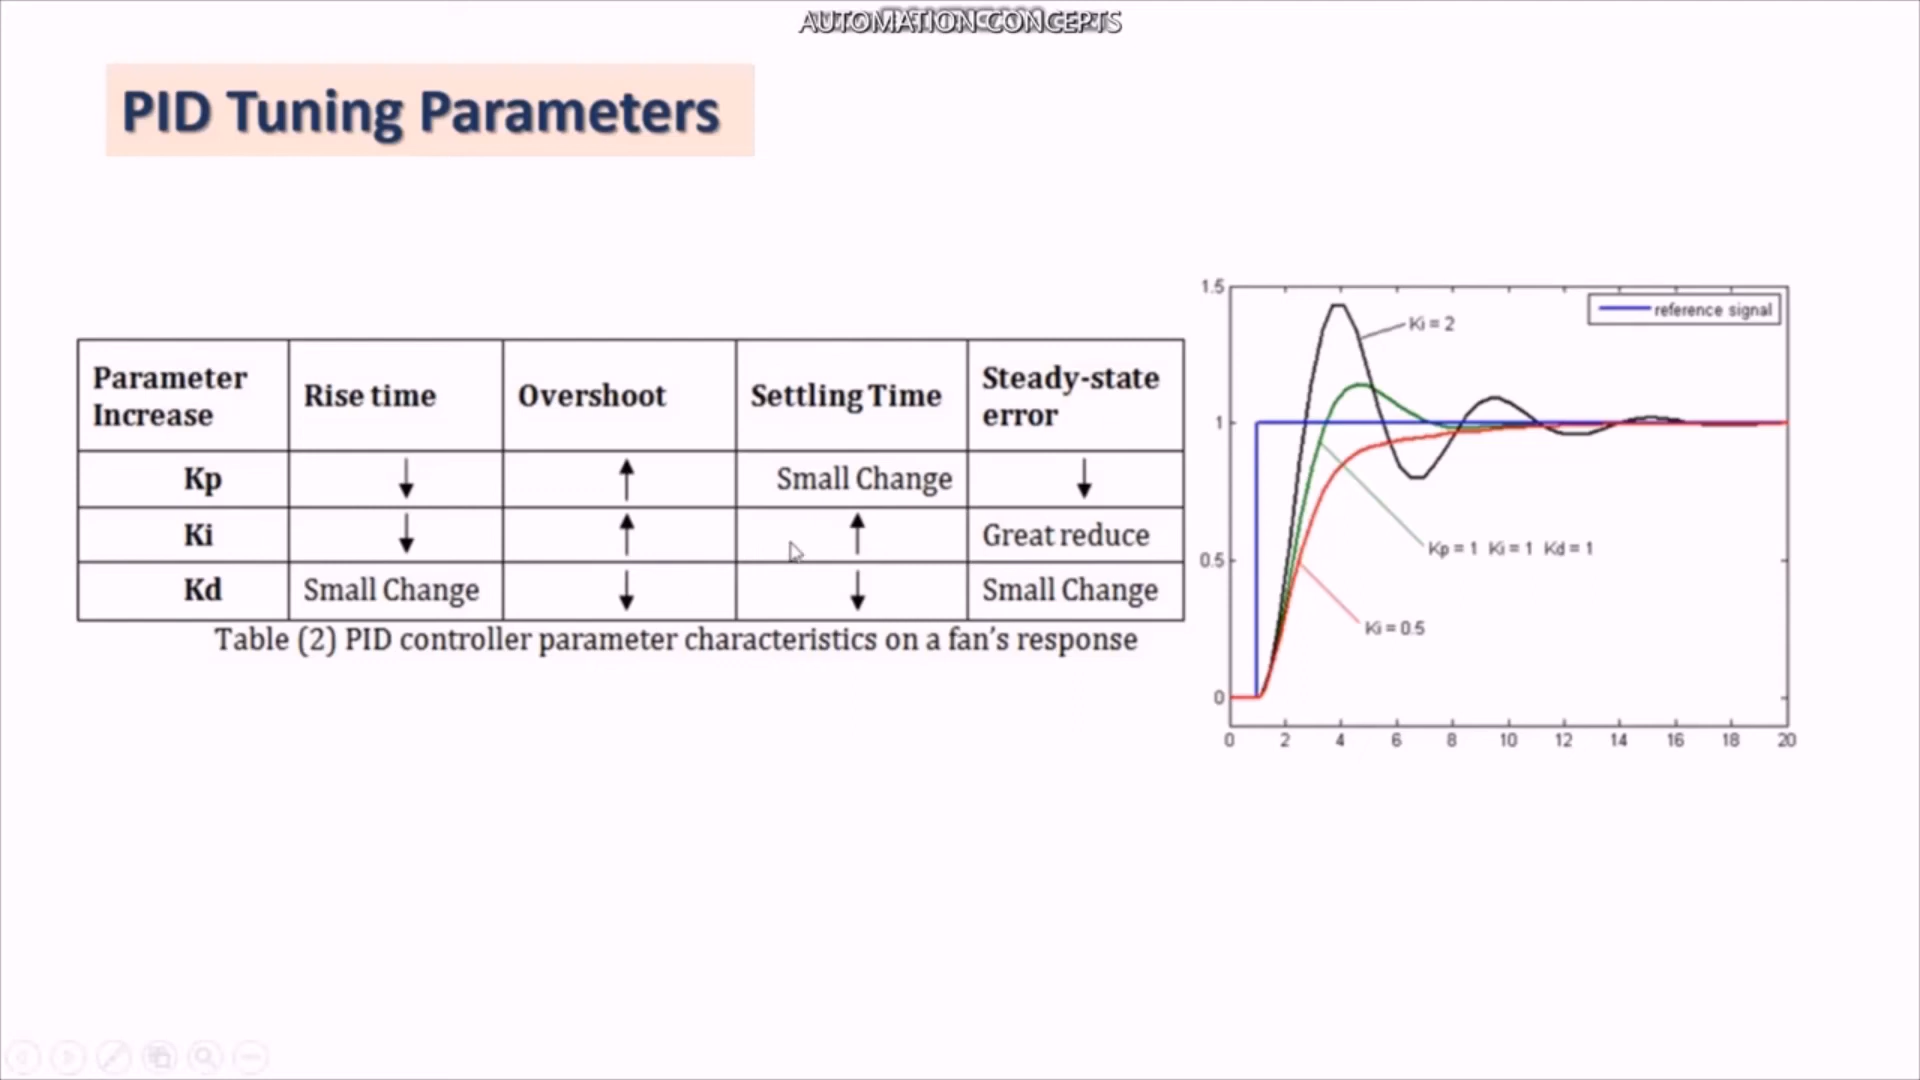 AUTOMATION CONCEPTS
PID Tuning Parameters
Parameter Increase Rise time Overshoot Settling Time Steady-state error
Kp ↓ ↑ Small Change ↓
Ki ↓ ↑ ↑ Great reduce
Kd Small Change ↓ ↓ Small Change
Table (2) PID controller parameter characteristics on a fan's response
1.5
reference signal
Ki = 2
1
0.5
Kp = 1 Ki = 1 Kd = 1
Ki = 0.5
0
0 2 4 6 8 10 12 14 16 18 20